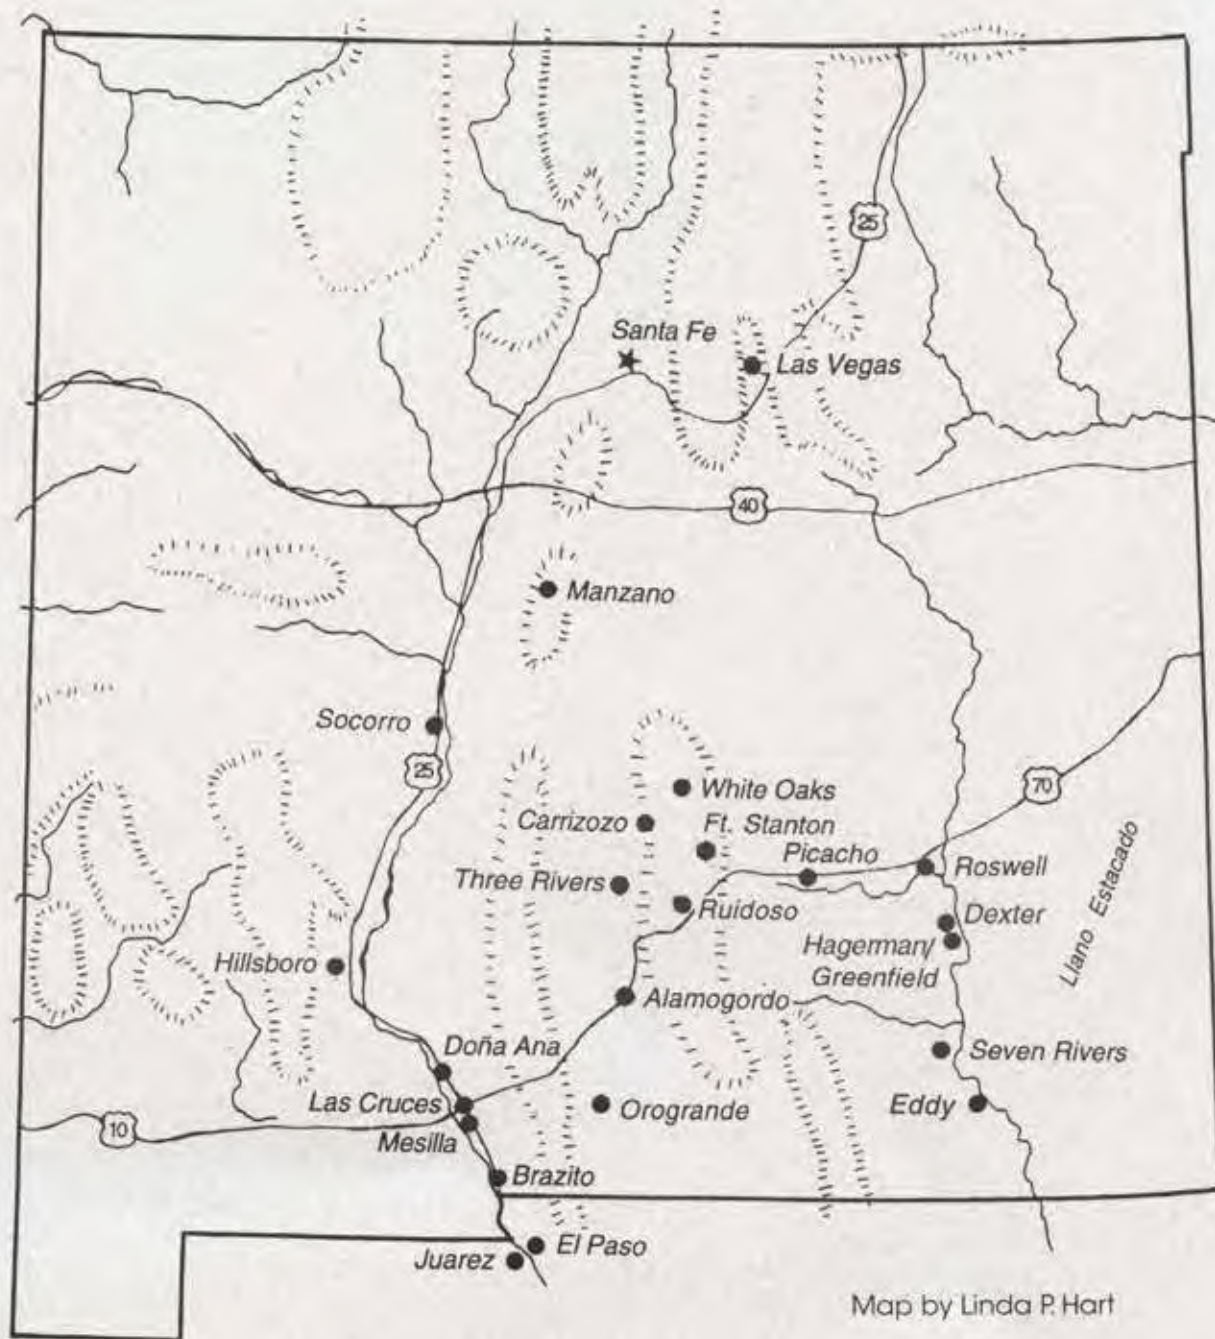 25
Santa Fe
Las Vegas
40
Manzano
Socorro
25
White Oaks
70
Carrizozo
Ft. Stanton
Picacho
Roswell
Three Rivers
Ruidoso
Dexter
Llano Estacado
Hagerman/
Greenfield
Hillsboro
Alamogordo
Doña Ana
Seven Rivers
Las Cruces
Orogrande
Eddy
10
Mesilla
Brazito
El Paso
Juarez
Map by Linda P. Hart